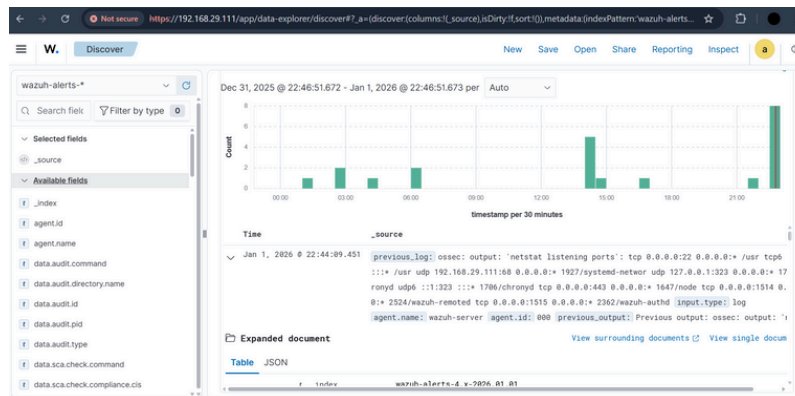 Not secure https://192.168.29.111/app/data-explorer/discover#?_a=(discover:(columns:!(_source),isDirty:!f,sort:!()),metadata:(indexPattern:'wazuh-alerts...
W. Discover New Save Open Share Reporting Inspect a
wazuh-alerts-*
Search field Filter by type 0
Selected fields
_source
Available fields
t _index
t agent.id
t agent.name
t data.audit.command
t data.audit.directory.name
t data.audit.id
t data.audit.pid
t data.audit.type
t data.sca.check.command
t data.sca.check.compliance.cis
Dec 31, 2025 @ 22:46:51.672 - Jan 1, 2026 @ 22:46:51.673 per Auto
Count
8
6
4
2
0
00:00 03:00 06:00 09:00 12:00 15:00 18:00 21:00
timestamp per 30 minutes
Time _source
Jan 1, 2026 @ 22:44:09.451 previous_log: ossec: output: 'netstat listening ports': tcp 0.0.0.0:22 0.0.0.0:* /usr tcp6
:::* /usr udp 192.168.29.111:68 0.0.0.0:* 1927/systemd-networ udp 127.0.0.1:323 0.0.0.0:* 17
ronyd udp6 ::1:323 :::* 1706/chronyd tcp 0.0.0.0:443 0.0.0.0:* 1647/node tcp 0.0.0.0:1514 0.
0:* 2524/wazuh-remoted tcp 0.0.0.0:1515 0.0.0.0:* 2362/wazuh-authd input.type: log
agent.name: wazuh-server agent.id: 000 previous_output: Previous output: ossec: output:
Expanded document View surrounding documents View single docum
Table JSON
t _index wazuh-alerts-4.x-2026.01.01